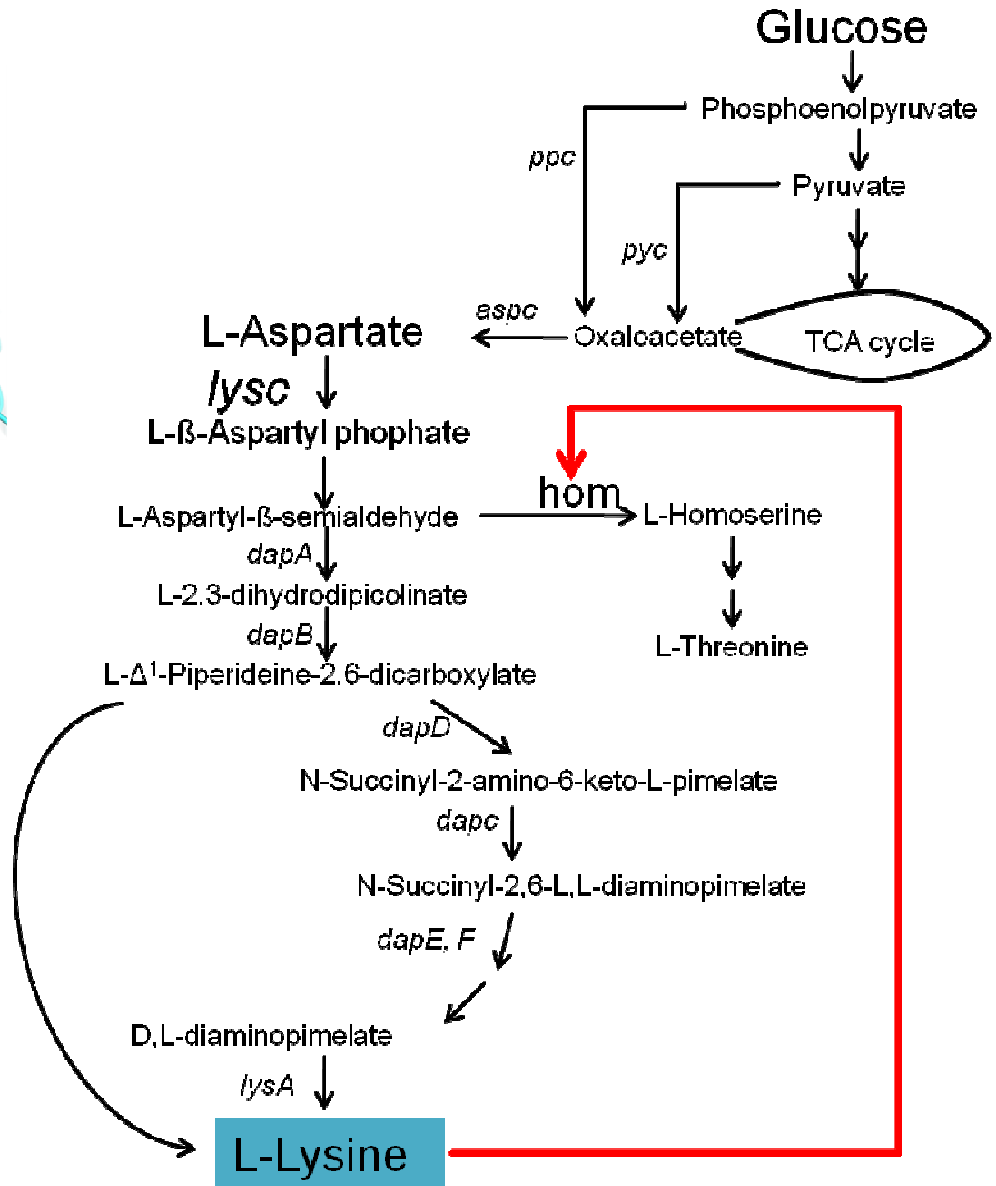 Glucose
Phosphoenolpyruvate
ppc
Pyruvate
pyc
aspc
L-Aspartate
Oxaloacetate
TCA cycle
lysc
L-ß-Aspartyl phophate
hom
L-Aspartyl-ß-semialdehyde
L-Homoserine
dapA
L-2.3-dihydrodipicolinate
dapB
L-Threonine
L-Δ¹-Piperideine-2.6-dicarboxylate
dapD
N-Succinyl-2-amino-6-keto-L-pimelate
dapc
N-Succinyl-2,6-L,L-diaminopimelate
dapE, F
D,L-diaminopimelate
lysA
L-Lysine